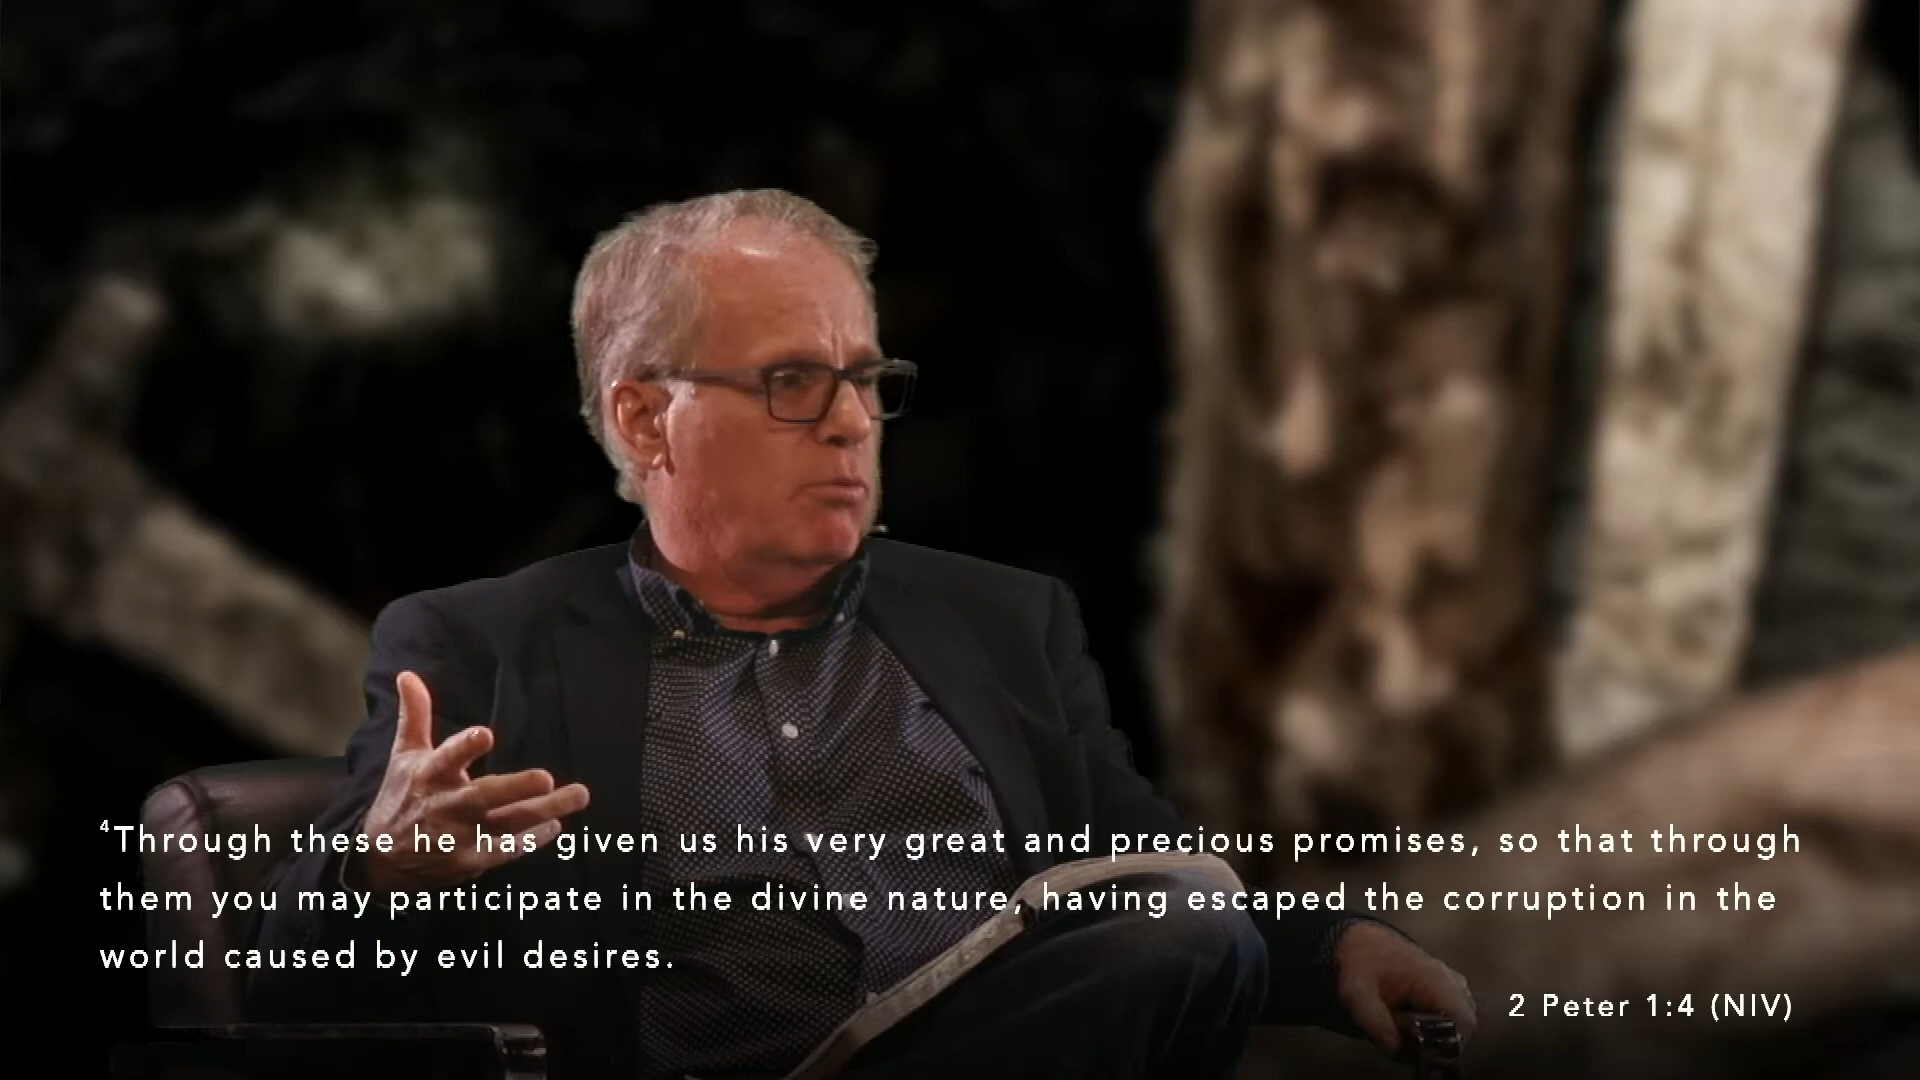 ⁴Through these he has given us his very great and precious promises, so that through
them you may participate in the divine nature, having escaped the corruption in the
world caused by evil desires.
2 Peter 1:4 (NIV)